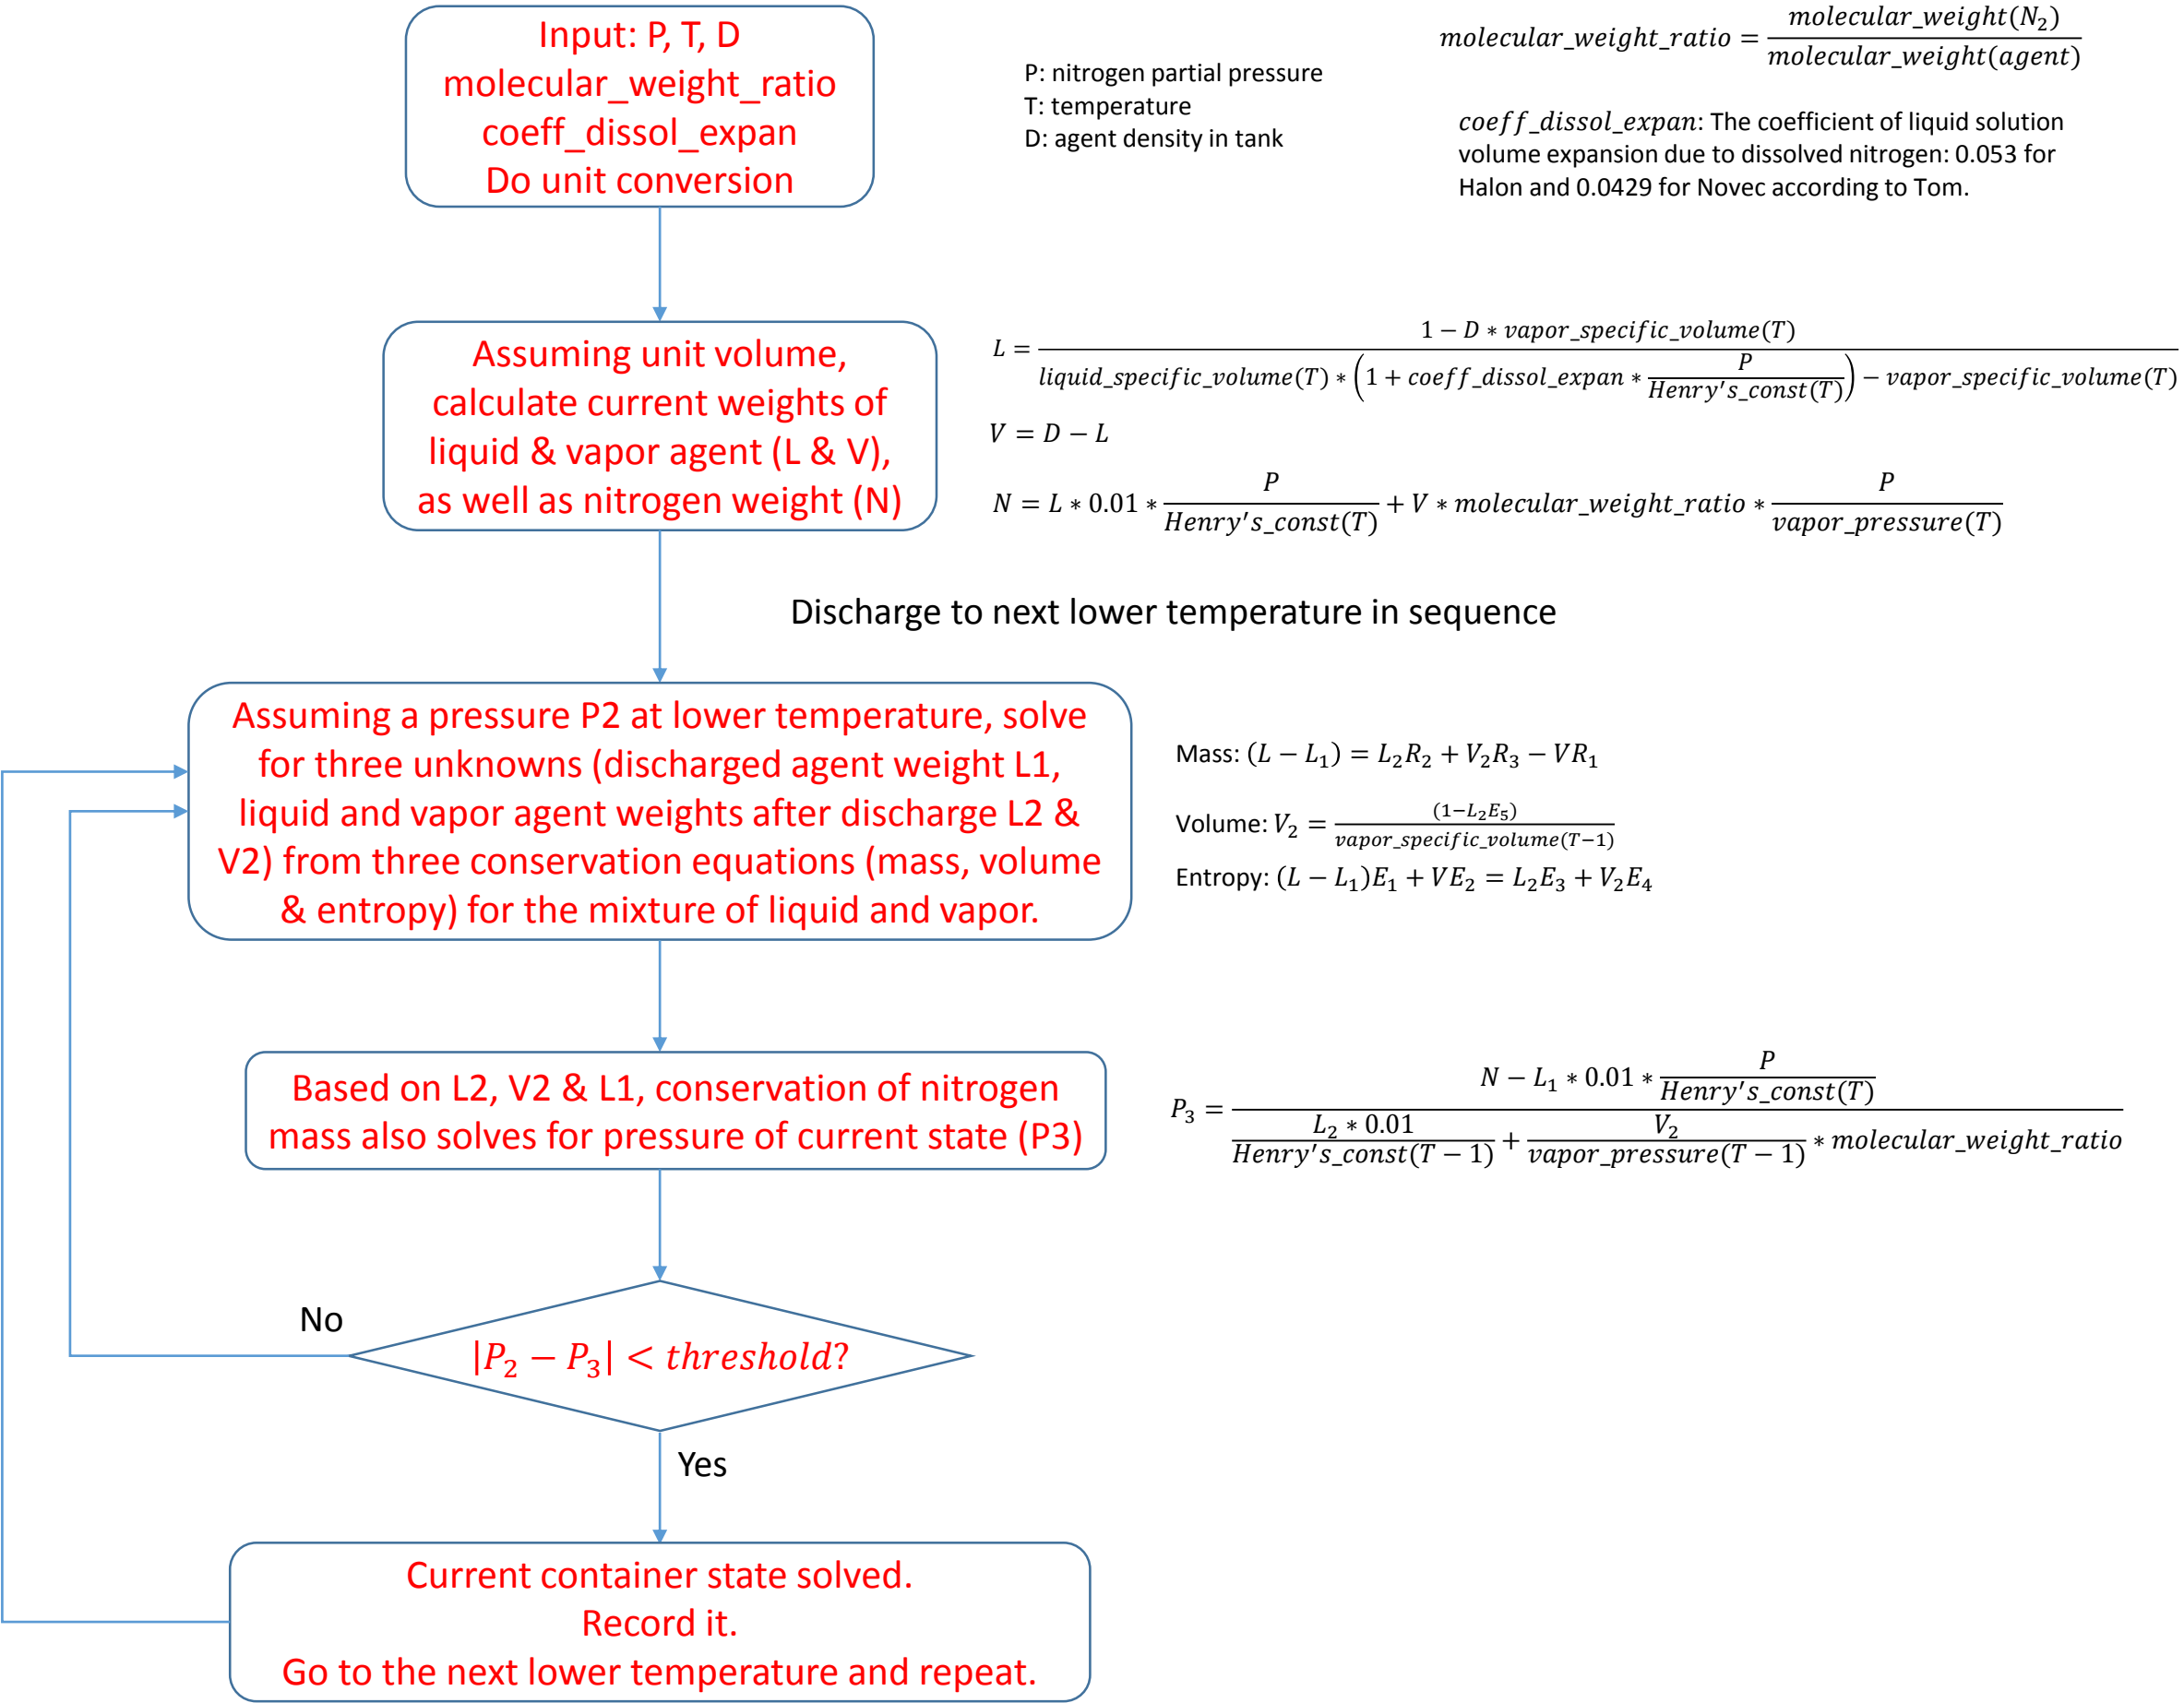 Input: P, T, D
molecular_weight_ratio
coeff_dissol_expan
Do unit conversion
P: nitrogen partial pressure
T: temperature
D: agent density in tank
molecular_weight_ratio = molecular_weight(N₂) / molecular_weight(agent)
coeff_dissol_expan: The coefficient of liquid solution
volume expansion due to dissolved nitrogen: 0.053 for
Halon and 0.0429 for Novec according to Tom.
Assuming unit volume,
calculate current weights of
liquid & vapor agent (L & V),
as well as nitrogen weight (N)
L = (1 − D * vapor_specific_volume(T)) / (liquid_specific_volume(T) * (1 + coeff_dissol_expan * P / Henry's_const(T)) − vapor_specific_volume(T))
V = D − L
N = L * 0.01 * P / Henry's_const(T) + V * molecular_weight_ratio * P / vapor_pressure(T)
Discharge to next lower temperature in sequence
Assuming a pressure P2 at lower temperature, solve
for three unknowns (discharged agent weight L1,
liquid and vapor agent weights after discharge L2 &
V2) from three conservation equations (mass, volume
& entropy) for the mixture of liquid and vapor.
Mass: (L − L₁) = L₂R₂ + V₂R₃ − VR₁
Volume: V₂ = (1−L₂E₅) / vapor_specific_volume(T−1)
Entropy: (L − L₁)E₁ + VE₂ = L₂E₃ + V₂E₄
Based on L2, V2 & L1, conservation of nitrogen
mass also solves for pressure of current state (P3)
P₃ = (N − L₁ * 0.01 * P / Henry's_const(T)) / (L₂ * 0.01 / Henry's_const(T − 1) + V₂ / vapor_pressure(T − 1) * molecular_weight_ratio)
No
|P₂ − P₃| < threshold?
Yes
Current container state solved.
Record it.
Go to the next lower temperature and repeat.